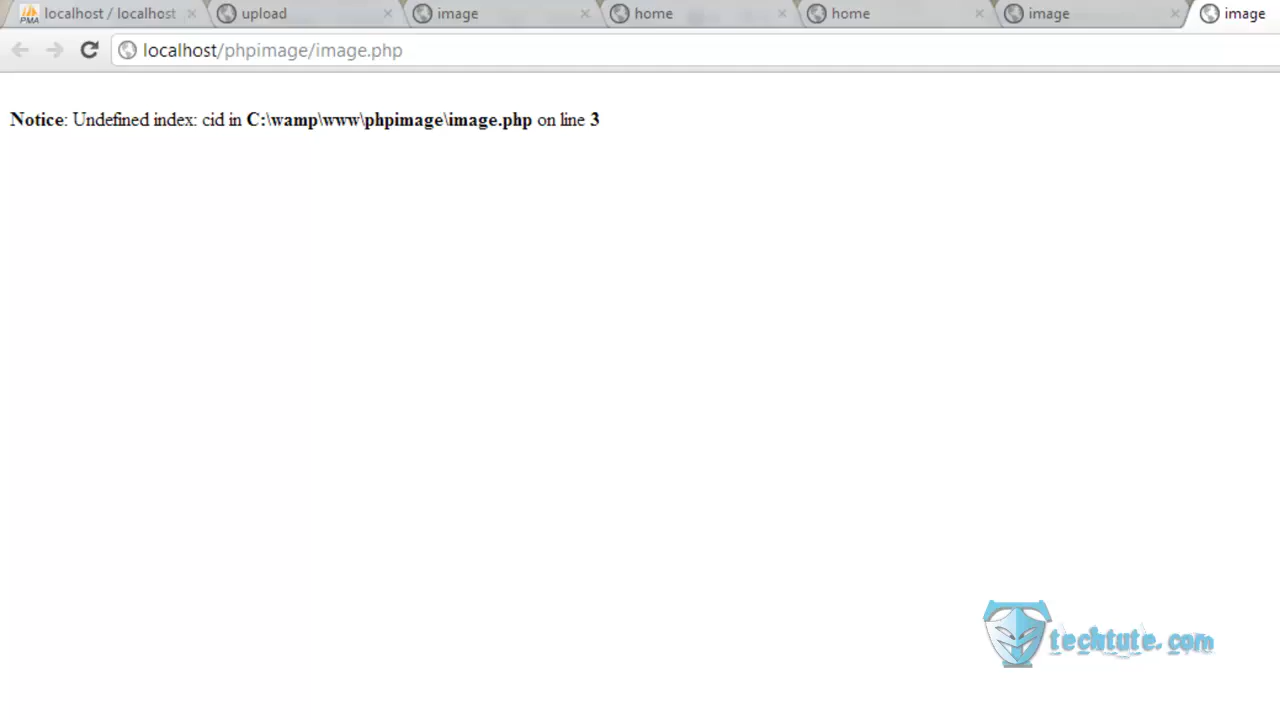 localhost / localhost
upload
image
home
home
image
image
localhost/phpimage/image.php
Notice: Undefined index: cid in C:\wamp\www\phpimage\image.php on line 3
PMA
techtute.com